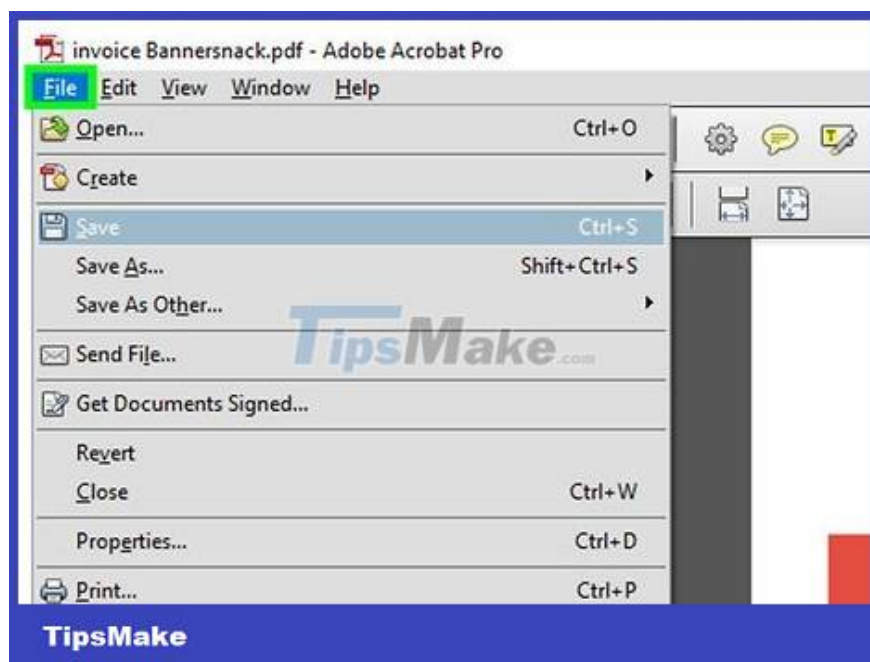 invoice Bannersnack.pdf - Adobe Acrobat Pro
File Edit View Window Help
Open... Ctrl+O
Create
Save Ctrl+S
Save As... Shift+Ctrl+S
Save As Other...
TipsMake.com
Send File...
Get Documents Signed...
Revert
Close Ctrl+W
Properties... Ctrl+D
Print... Ctrl+P
TipsMake